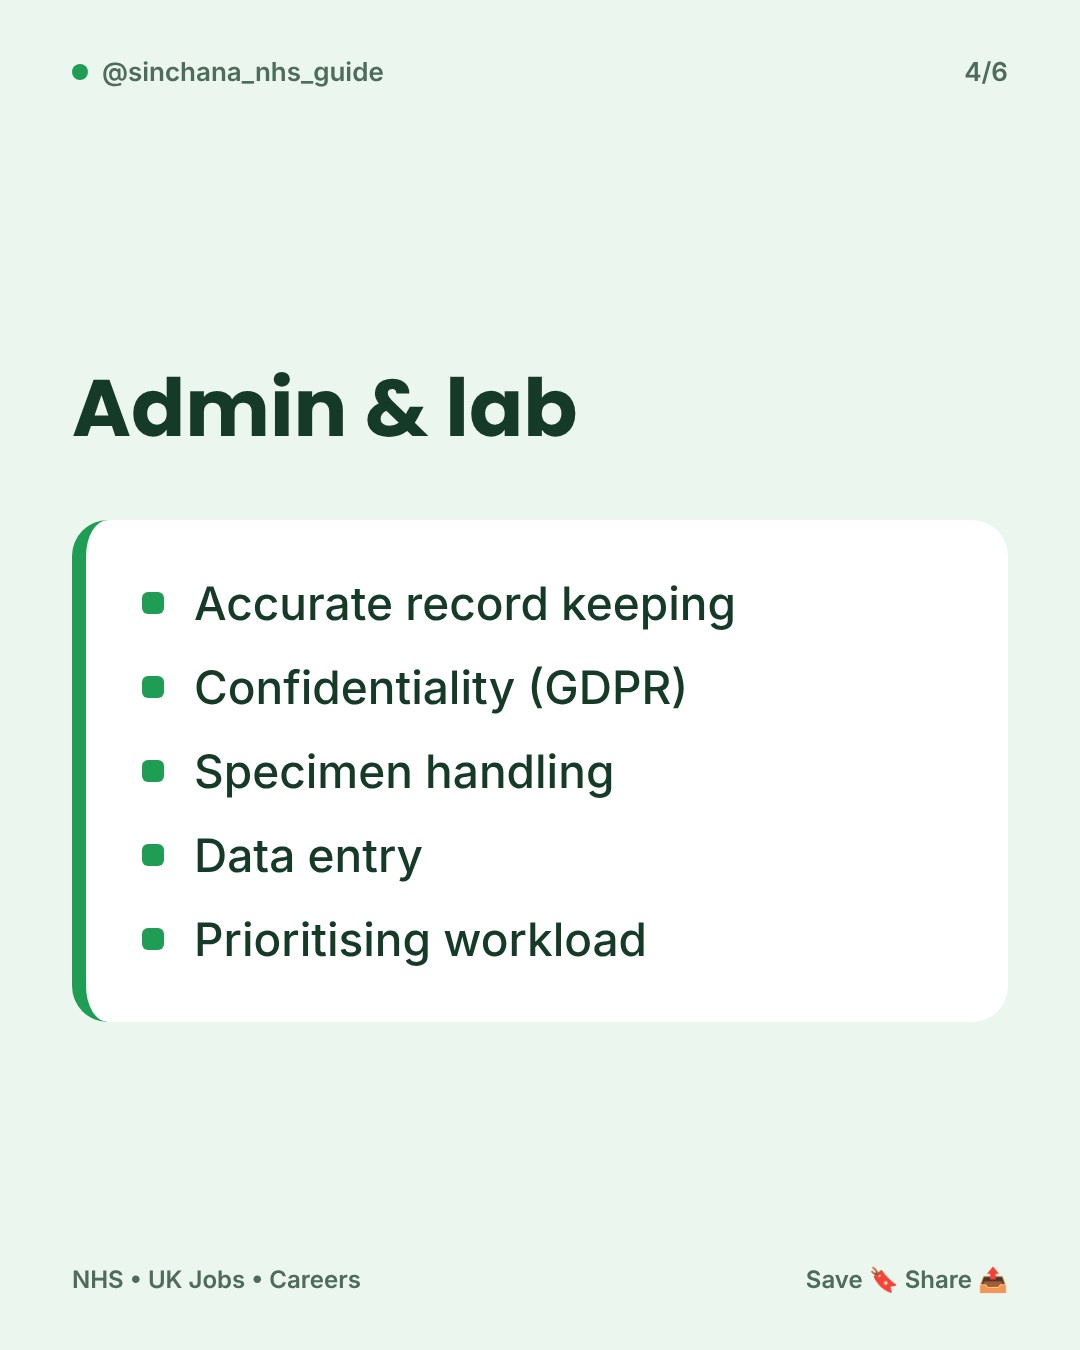 @sinchana_nhs_guide
4/6
Admin & lab
Accurate record keeping
Confidentiality (GDPR)
Specimen handling
Data entry
Prioritising workload
NHS • UK Jobs • Careers
Save 🔖 Share 📤